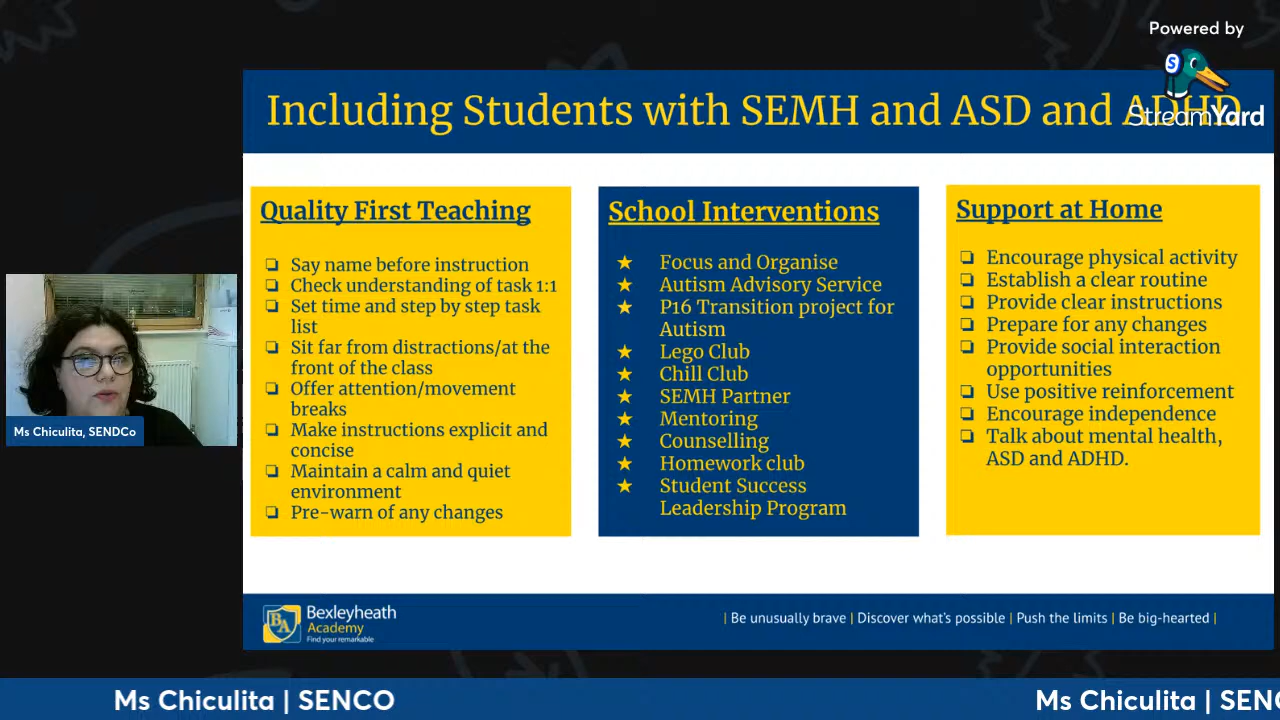 Powered by
StreamYard
Including Students with SEMH and ASD and ADHD
Quality First Teaching
❏ Say name before instruction
❏ Check understanding of task 1:1
❏ Set time and step by step task
list
❏ Sit far from distractions/at the
front of the class
❏ Offer attention/movement
breaks
❏ Make instructions explicit and
concise
❏ Maintain a calm and quiet
environment
❏ Pre-warn of any changes
School Interventions
★ Focus and Organise
★ Autism Advisory Service
★ P16 Transition project for
Autism
★ Lego Club
★ Chill Club
★ SEMH Partner
★ Mentoring
★ Counselling
★ Homework club
★ Student Success
Leadership Program
Support at Home
❏ Encourage physical activity
❏ Establish a clear routine
❏ Provide clear instructions
❏ Prepare for any changes
❏ Provide social interaction
opportunities
❏ Use positive reinforcement
❏ Encourage independence
❏ Talk about mental health,
ASD and ADHD.
Ms Chiculita, SENDCo
BA
Bexleyheath
Academy
Find your remarkable
| Be unusually brave | Discover what's possible | Push the limits | Be big-hearted |
Ms Chiculita | SENCO
Ms Chiculita | SENC